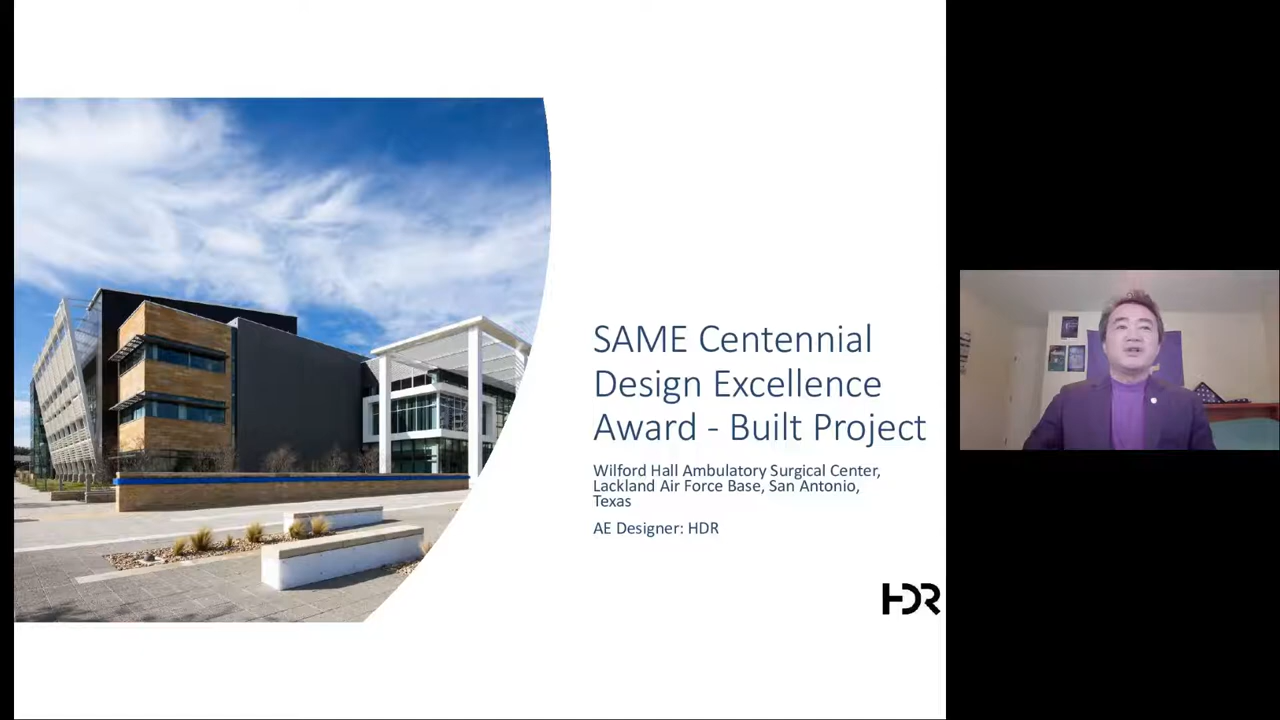 SAME Centennial
Design Excellence
Award - Built Project
Wilford Hall Ambulatory Surgical Center,
Lackland Air Force Base, San Antonio,
Texas
AE Designer: HDR
HDR